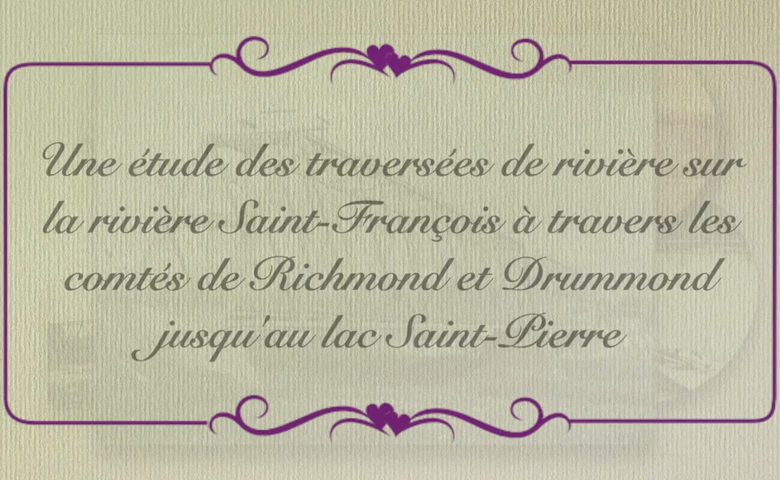 Une étude des traversées de rivière sur
la rivière Saint-François à travers les
comtés de Richmond et Drummond
jusqu'au lac Saint-Pierre